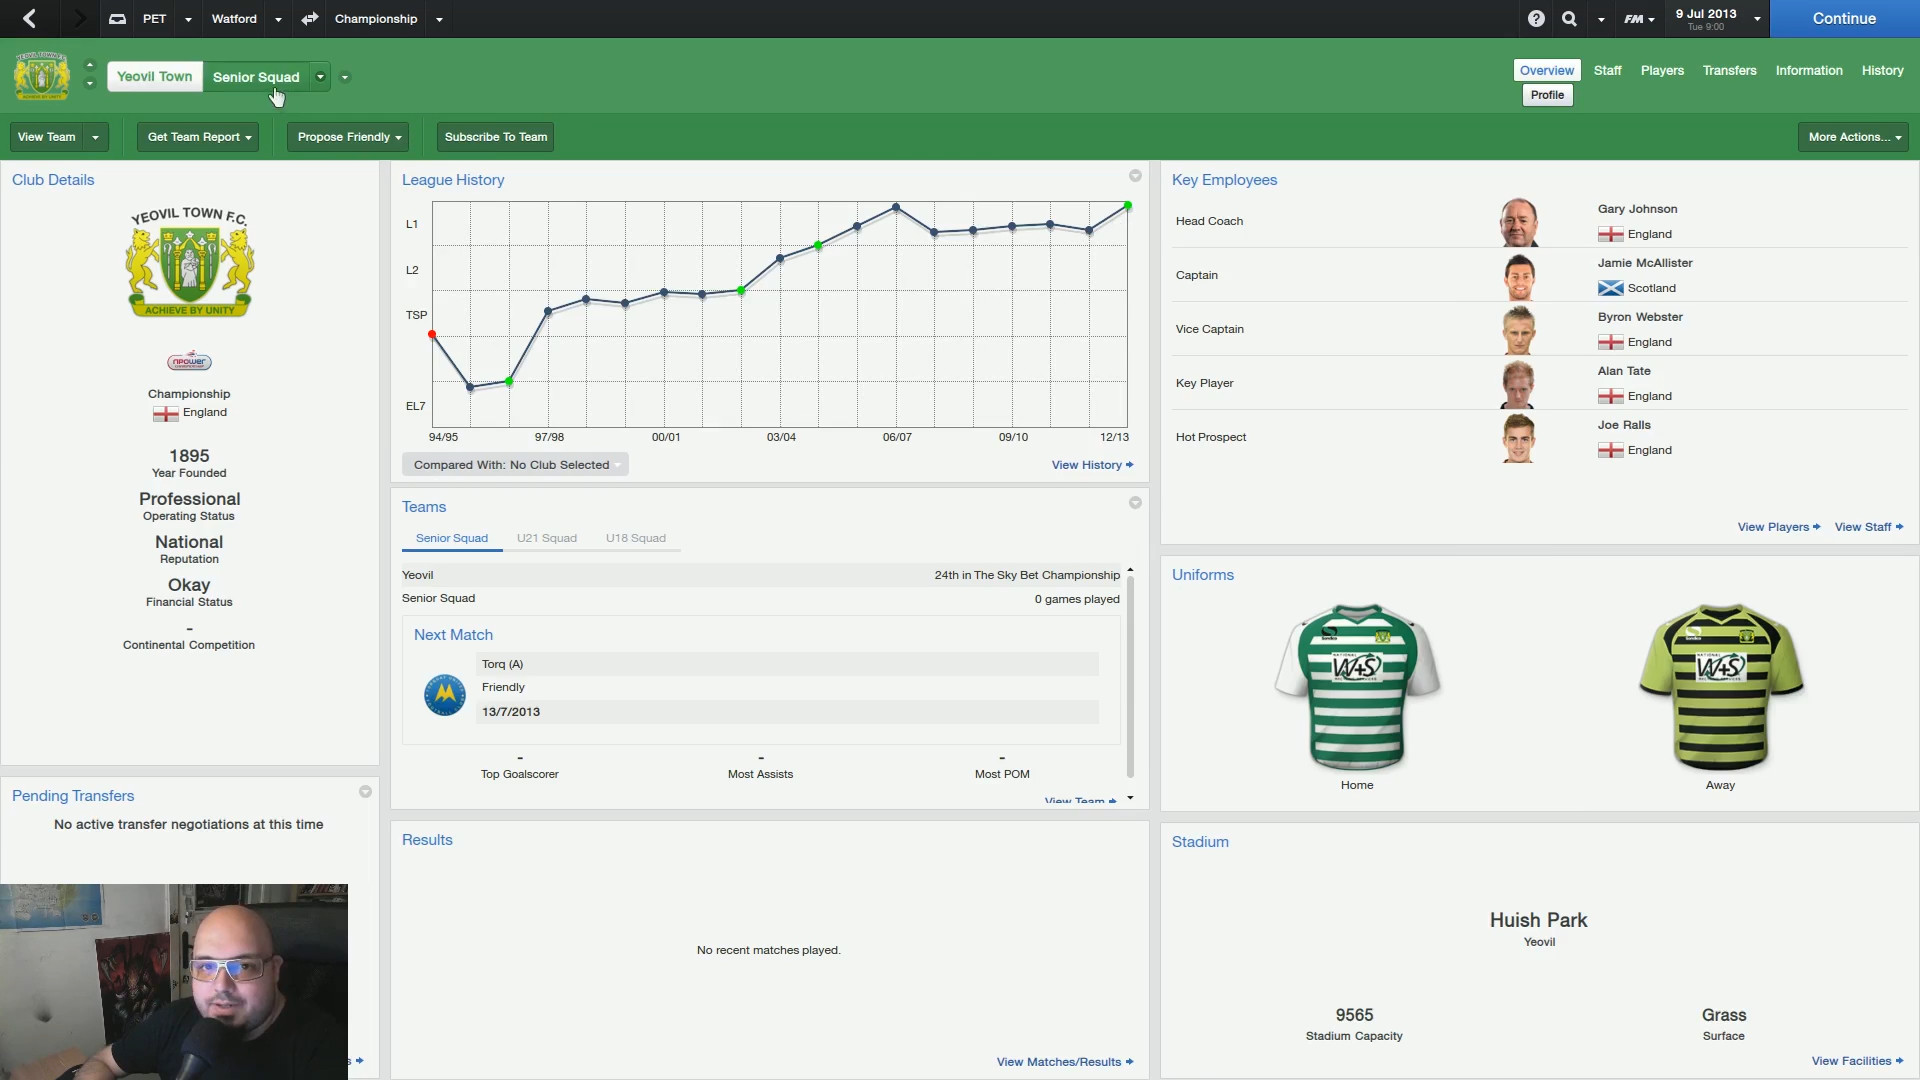 PET
Watford
Championship
FM
9 Jul 2013
Tue 9:00
Continue
Yeovil Town
Senior Squad
Overview
Staff
Players
Transfers
Information
History
Profile
View Team
Get Team Report
Propose Friendly
Subscribe To Team
More Actions...
Club Details
YEOVIL TOWN F.C.
ACHIEVE BY UNITY
npower
Championship
England
1895
Year Founded
Professional
Operating Status
National
Reputation
Okay
Financial Status
-
Continental Competition
Pending Transfers
No active transfer negotiations at this time
League History
L1
L2
TSP
EL7
94/95
97/98
00/01
03/04
06/07
09/10
12/13
Compared With: No Club Selected
View History
Teams
Senior Squad
U21 Squad
U18 Squad
Yeovil
24th in The Sky Bet Championship
Senior Squad
0 games played
Next Match
Torq (A)
Friendly
13/7/2013
-
Top Goalscorer
-
Most Assists
-
Most POM
View Team
Results
No recent matches played.
View Matches/Results
Key Employees
Head Coach
Gary Johnson
England
Captain
Jamie McAllister
Scotland
Vice Captain
Byron Webster
England
Key Player
Alan Tate
England
Hot Prospect
Joe Ralls
England
View Players
View Staff
Uniforms
W+S
W+S
Home
Away
Stadium
Huish Park
Yeovil
9565
Stadium Capacity
Grass
Surface
View Facilities